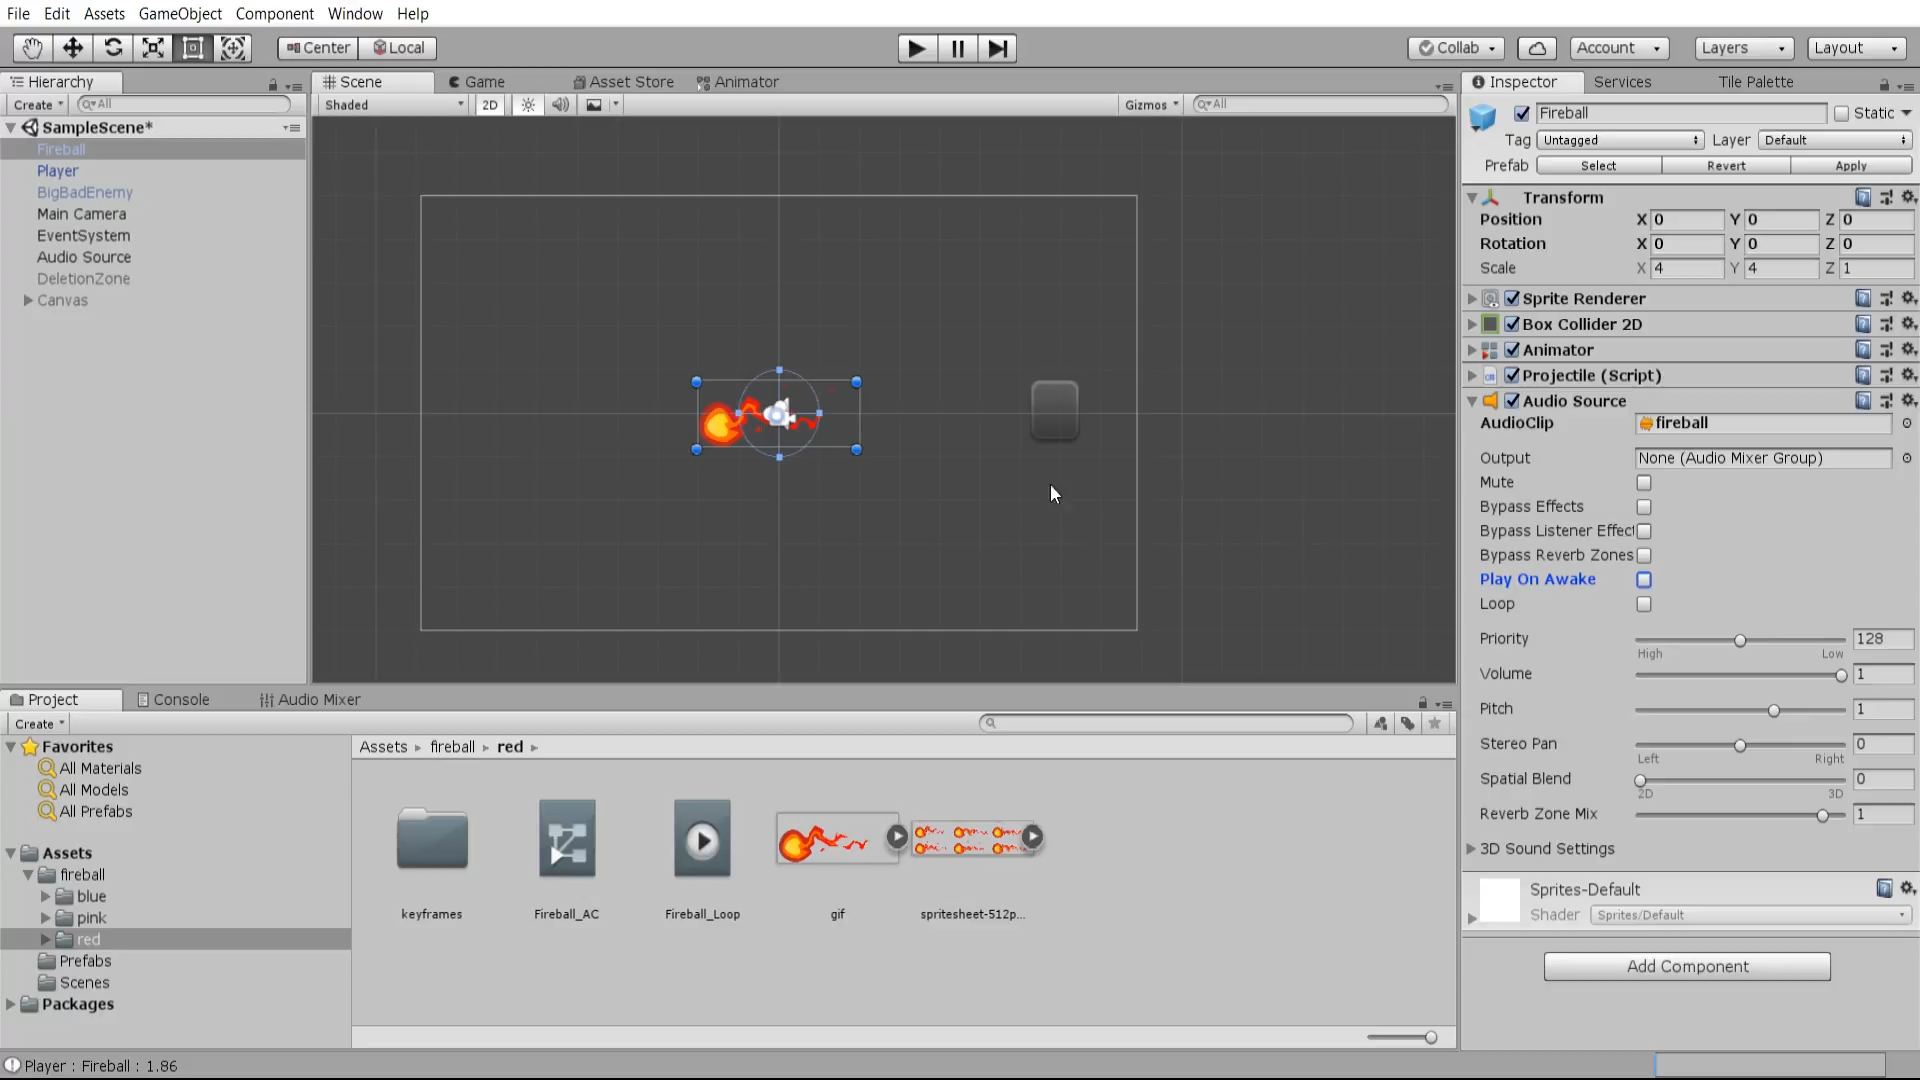 File Edit Assets GameObject Component Window Help
Center Local Collab Account Layers Layout
Hierarchy Scene Game Asset Store Animator Inspector Services Tile Palette
Create All Shaded 2D Gizmos All
Fireball Static
SampleScene*
Tag Untagged Layer Default
Fireball
Prefab Select Revert Apply
Player
BigBadEnemy
Transform
Main Camera
Position X 0 Y 0 Z 0
EventSystem
Rotation X 0 Y 0 Z 0
Audio Source
Scale X 4 Y 4 Z 1
DeletionZone
Canvas
Sprite Renderer
Box Collider 2D
Animator
Projectile (Script)
Audio Source
AudioClip fireball
Output None (Audio Mixer Group)
Mute
Bypass Effects
Bypass Listener Effect
Bypass Reverb Zones
Play On Awake
Loop
Priority 128
High Low
Volume 1
Pitch 1
Stereo Pan 0
Left Right
Spatial Blend 0
2D 3D
Reverb Zone Mix 1
3D Sound Settings
Sprites-Default
Shader Sprites/Default
Add Component
Project Console Audio Mixer
Create
Favorites Assets fireball red
All Materials
All Models
All Prefabs
Assets
fireball
blue
pink
red
Prefabs
Scenes
Packages
keyframes Fireball_AC Fireball_Loop gif spritesheet-512p...
Player : Fireball : 1.86